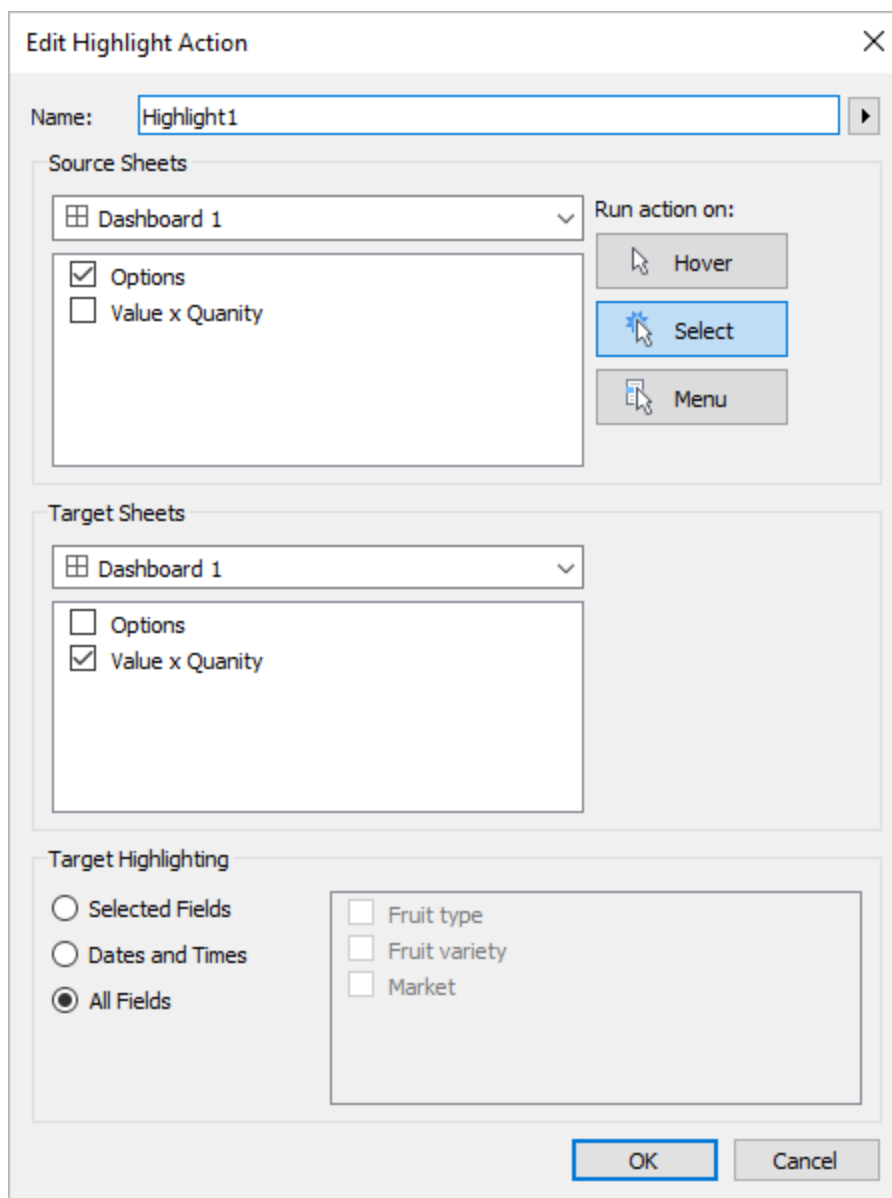 Edit Highlight Action
Name: Highlight1
Source Sheets
Dashboard 1
Run action on:
Options
Value x Quanity
Hover
Select
Menu
Target Sheets
Dashboard 1
Options
Value x Quanity
Target Highlighting
Selected Fields
Dates and Times
All Fields
Fruit type
Fruit variety
Market
OK Cancel